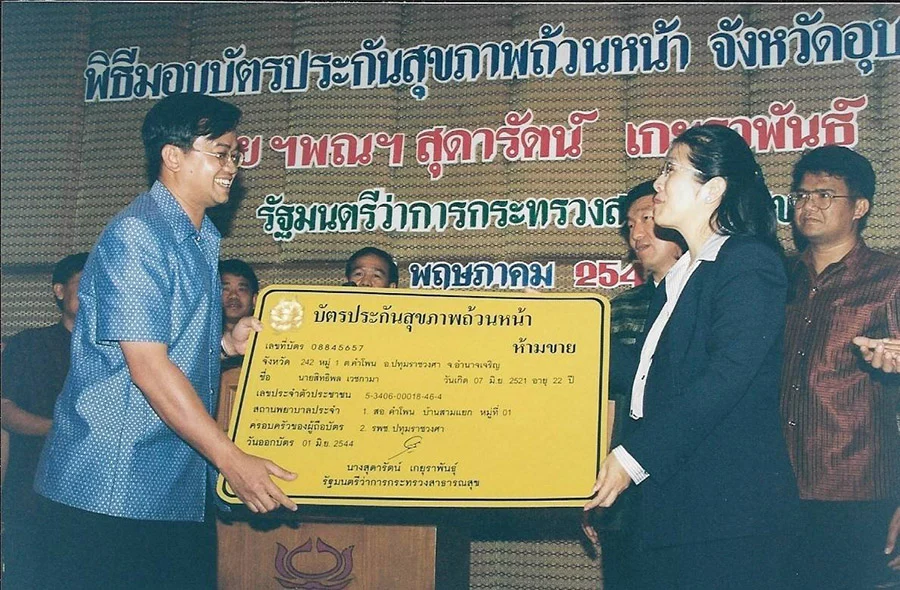 พิธีมอบบัตรประกันสุขภาพถ้วนหน้า จังหวัดอุบ
ย ฯพณฯ สุดารัตน์ เกยุราพันธุ์
รัฐมนตรีว่าการกระทรวงส
พฤษภาคม 254
บัตรประกันสุขภาพถ้วนหน้า
ห้ามขาย
เลขที่บัตร 08845657
จังหวัด 242 หมู่ 1 ต.คำโพน อ.ปทุมราชวงศา จ.อำนาจเจริญ
ชื่อ นายสิทธิพล เวชกามา วันเกิด 07 มิ.ย. 2521 อายุ 22 ปี
เลขประจำตัวประชาชน 5-3406-00018-46-4
สถานพยาบาลประจำ 1. สอ.คำโพน บ้านสามแยก หมู่ที่ 01
ครอบครัวของผู้ถือบัตร 2. รพช. ปทุมราชวงศา
วันออกบัตร 01 มิ.ย. 2544
นางสุดารัตน์ เกยุราพันธุ์
รัฐมนตรีว่าการกระทรวงสาธารณสุข